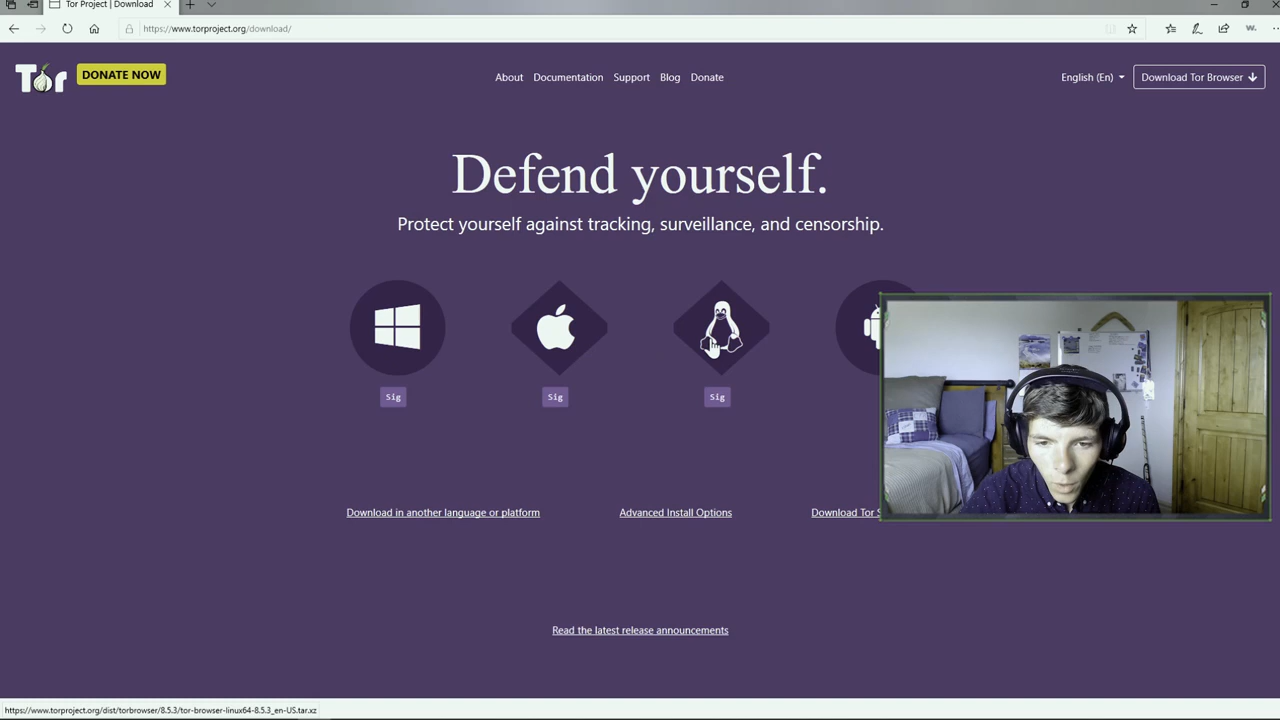 Tor Project | Download
https://www.torproject.org/download/
Tor
DONATE NOW
About
Documentation
Support
Blog
Donate
English (En)
Download Tor Browser
Defend yourself.
Protect yourself against tracking, surveillance, and censorship.
Sig
Sig
Sig
Download in another language or platform
Advanced Install Options
Download Tor S
Read the latest release announcements
https://www.torproject.org/dist/torbrowser/8.5.3/tor-browser-linux64-8.5.3_en-US.tar.xz